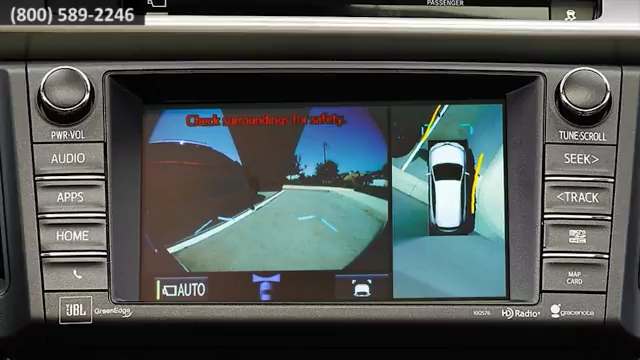 (800) 589-2246
PASSENGER
PWR·VOL
TUNE·SCROLL
Check surroundings for safety.
AUDIO
SEEK>
APPS
<TRACK
HOME
MAP
CARD
AUTO
JBL
GreenEdge
HD Radio
gracenote